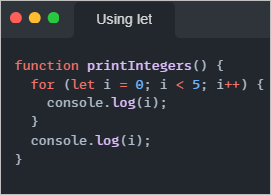 Using let
function printIntegers() {
  for (let i = 0; i < 5; i++) {
    console.log(i);
  }
  console.log(i);
}